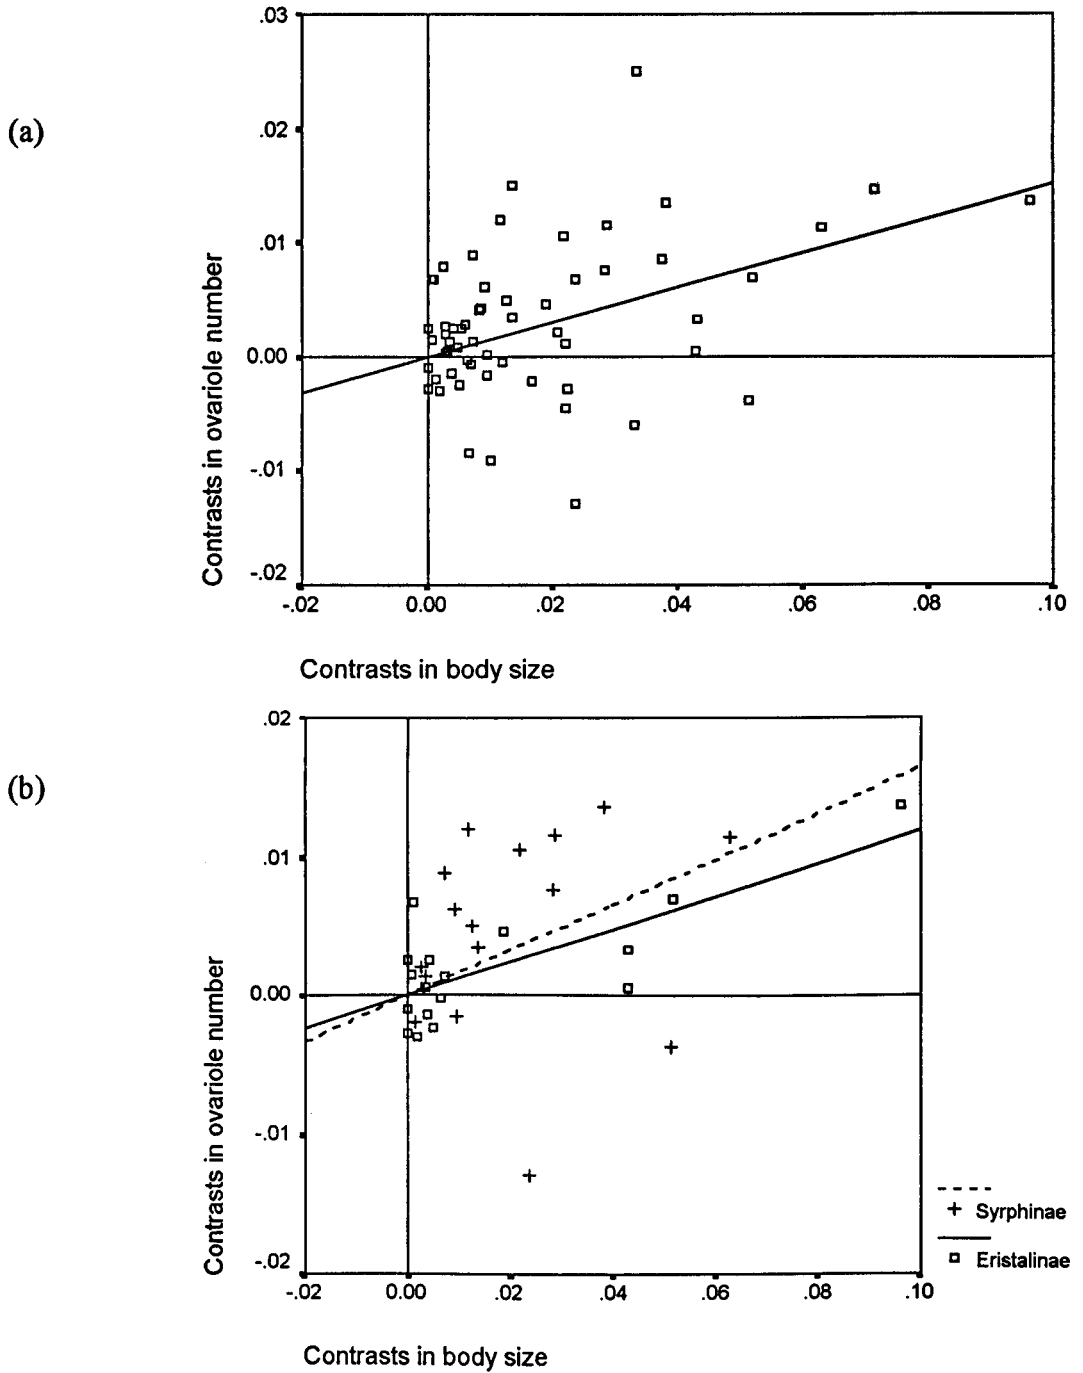 (a)
Contrasts in ovariole number
.03
.02
.01
0.00
-.01
-.02
-.02 0.00 .02 .04 .06 .08 .10
Contrasts in body size
(b)
Contrasts in ovariole number
.02
.01
0.00
-.01
-.02
-.02 0.00 .02 .04 .06 .08 .10
Contrasts in body size
Syrphinae
Eristalinae